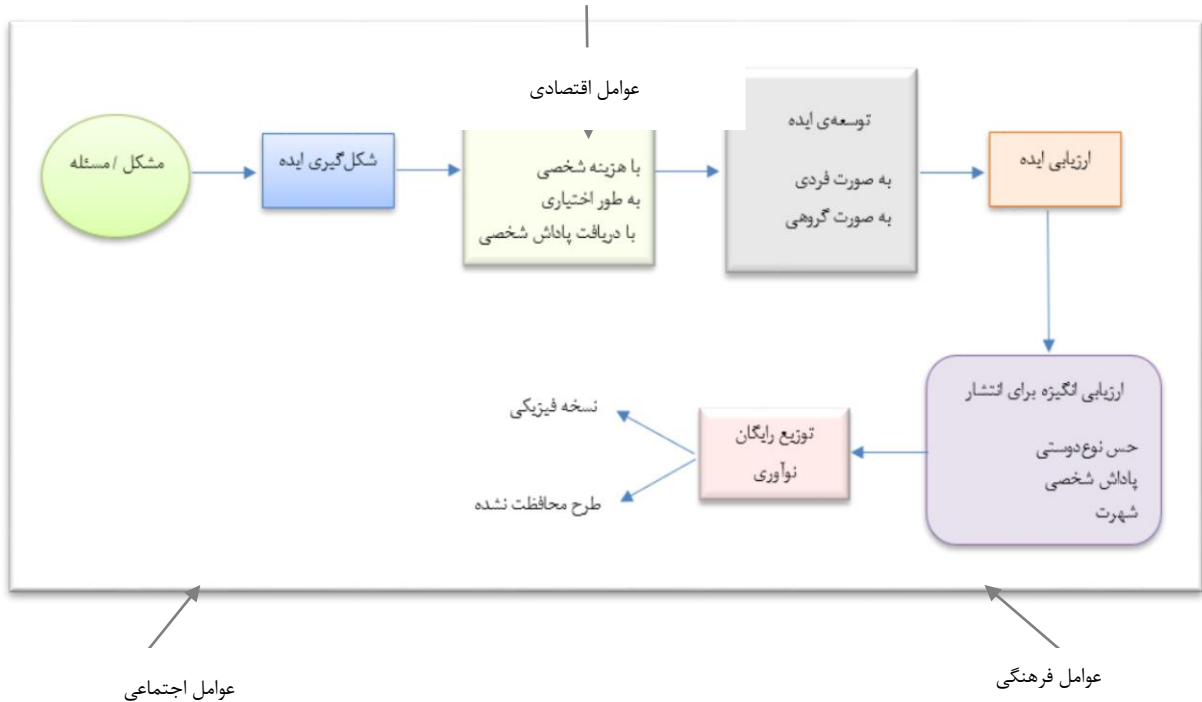 عوامل اقتصادی
مشکل / مسئله
شکل‌گیری ایده
با هزینه شخصی
به طور اختیاری
با دریافت پاداش شخصی
توسعه‌ی ایده
به صورت فردی
به صورت گروهی
ارزیابی ایده
ارزیابی انگیزه برای انتشار
حس نوع‌دوستی
پاداش شخصی
شهرت
توزیع رایگان
نوآوری
نسخه فیزیکی
طرح محافظت نشده
عوامل اجتماعی
عوامل فرهنگی